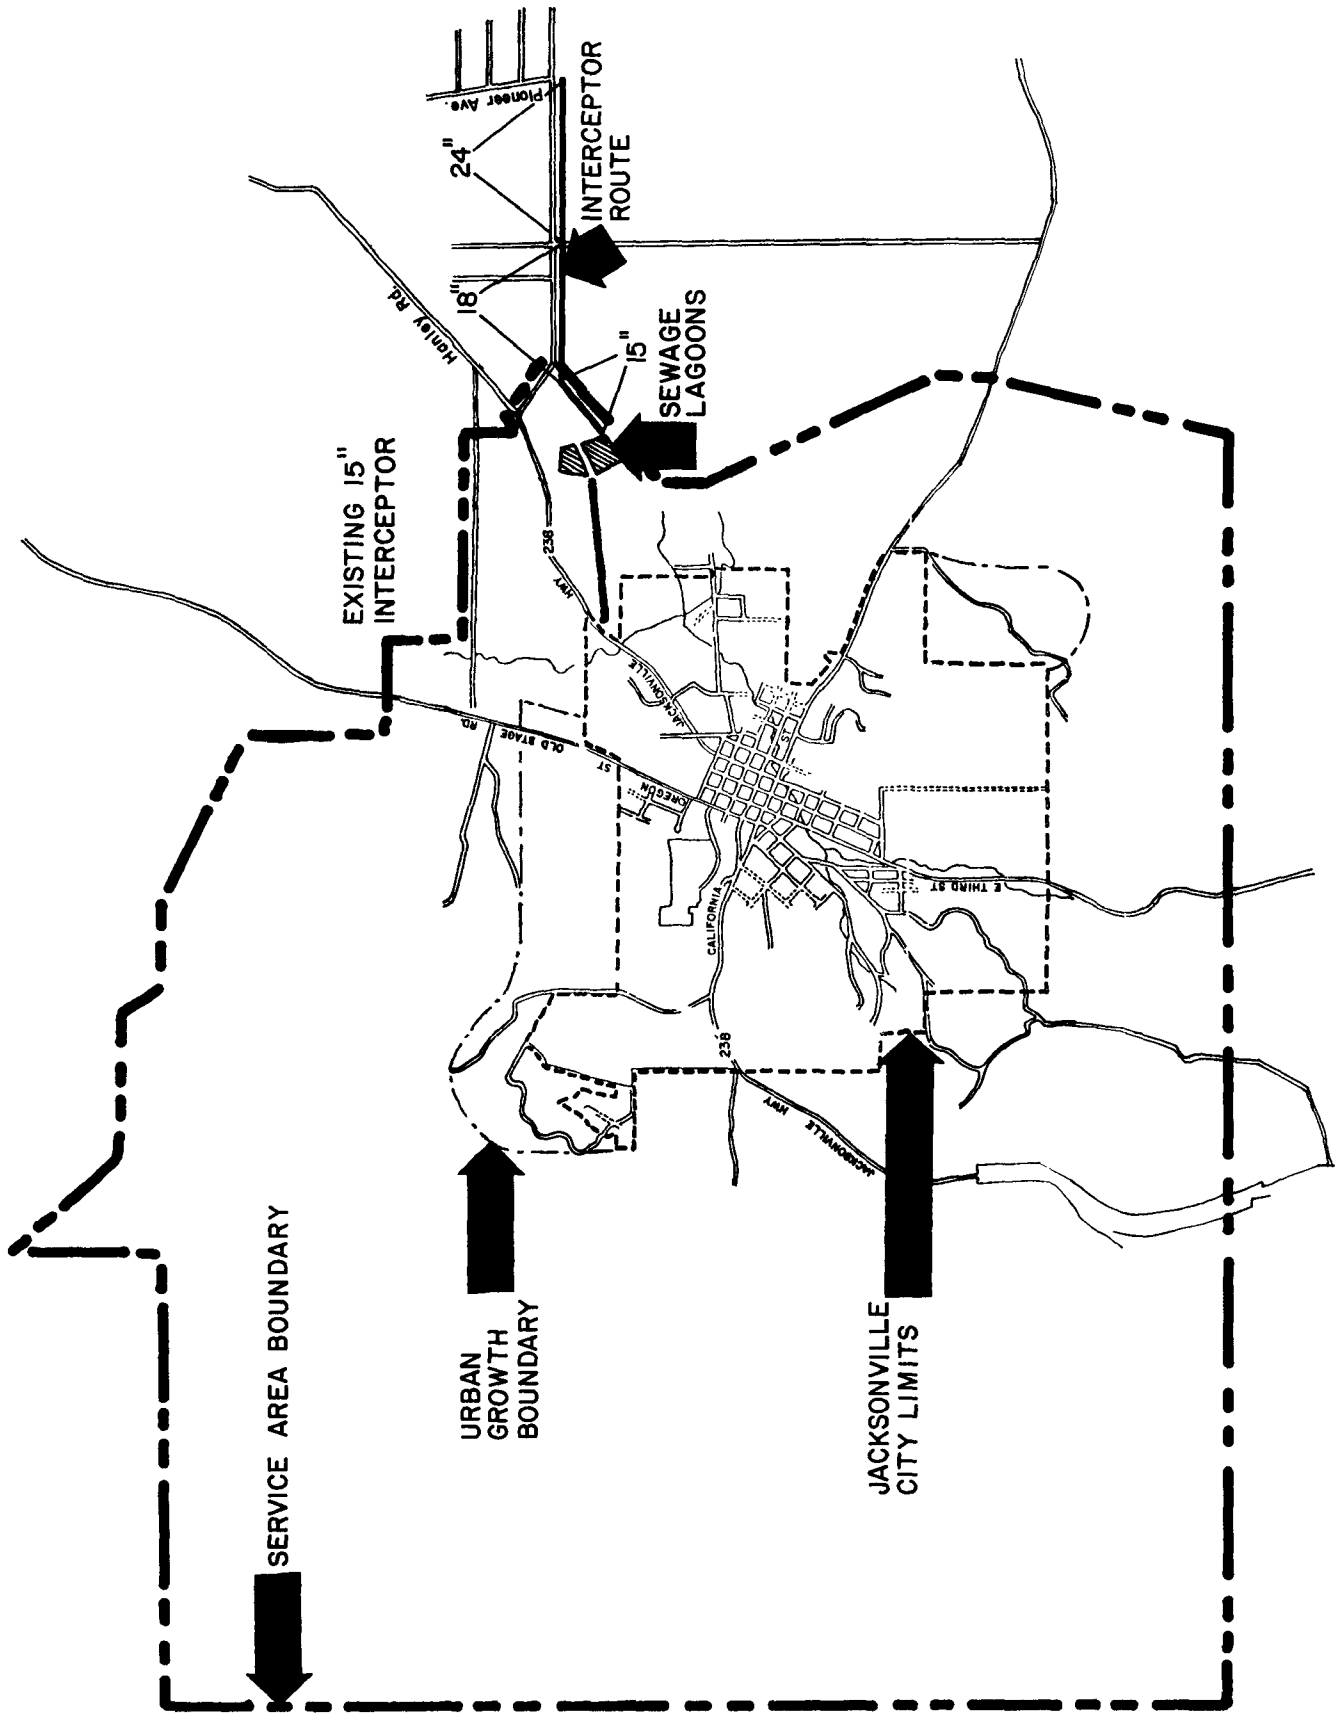 SERVICE AREA BOUNDARY
EXISTING 15"
INTERCEPTOR
URBAN
GROWTH
BOUNDARY
Hanley Rd.
Pioneer Ave.
24"
18"
15"
INTERCEPTOR
ROUTE
SEWAGE
LAGOONS
238
HWY
JACKSONVILLE
RD.
OLD STAGE
ST
OREGON
ST
CALIFORNIA
E THIRD ST
238
HWY
JACKSONVILLE
JACKSONVILLE
CITY LIMITS